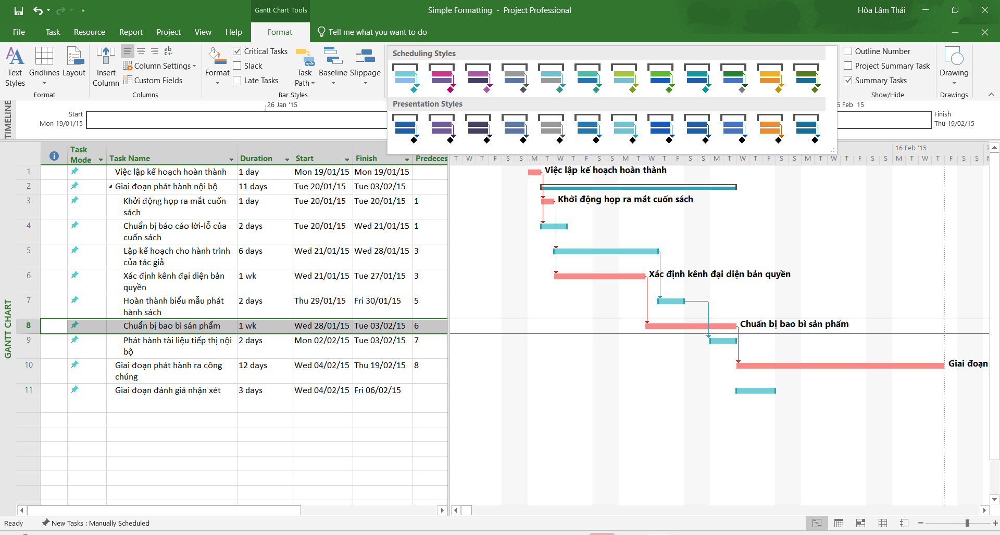 Gantt Chart Tools
Simple Formatting - Project Professional
Hòa Lâm Thái
File
Task
Resource
Report
Project
View
Help
Format
Tell me what you want to do
Text
Styles
Gridlines
Layout
Format
Insert
Column
Column Settings
Custom Fields
Columns
Format
Critical Tasks
Slack
Late Tasks
Task
Path
Baseline
Slippage
Bar Styles
Scheduling Styles
Presentation Styles
Outline Number
Project Summary Task
Summary Tasks
Show/Hide
Drawing
Drawings
TIMELINE
Start
Mon 19/01/15
26 Jan '15
6 Feb '15
Finish
Thu 19/02/15
Task
Mode
Task Name
Duration
Start
Finish
Predeces
16 Feb '15
2
T W T F S S M T W T F S S M T W T F S S M T W T F S S M T W T F S S M T W T F S S
1 Việc lập kế hoạch hoàn thành 1 day Mon 19/01/15 Mon 19/01/15
2 Giai đoạn phát hành nội bộ 11 days Tue 20/01/15 Tue 03/02/15
3 Khởi động họp ra mắt cuốn 1 day Tue 20/01/15 Tue 20/01/15 1
sách
4 Chuẩn bị báo cáo lời-lỗ của 2 days Tue 20/01/15 Wed 21/01/15 1
cuốn sách
5 Lập kế hoạch cho hành trình 6 days Wed 21/01/15 Wed 28/01/15 3
của tác giả
6 Xác định kênh đại diện bản 1 wk Wed 21/01/15 Tue 27/01/15 3
quyền
7 Hoàn thành biểu mẫu phát 2 days Thu 29/01/15 Fri 30/01/15 5
hành sách
8 Chuẩn bị bao bì sản phẩm 1 wk Wed 28/01/15 Tue 03/02/15 6
9 Phát hành tài liệu tiếp thị nội 2 days Mon 02/02/15 Tue 03/02/15 7
bộ
10 Giai đoạn phát hành ra công 12 days Wed 04/02/15 Thu 19/02/15 8
chúng
11 Giai đoạn đánh giá nhận xét 3 days Wed 04/02/15 Fri 06/02/15
Việc lập kế hoạch hoàn thành
Khởi động họp ra mắt cuốn sách
Xác định kênh đại diện bản quyền
Chuẩn bị bao bì sản phẩm
Giai đoạn
GANTT CHART
Ready
New Tasks : Manually Scheduled